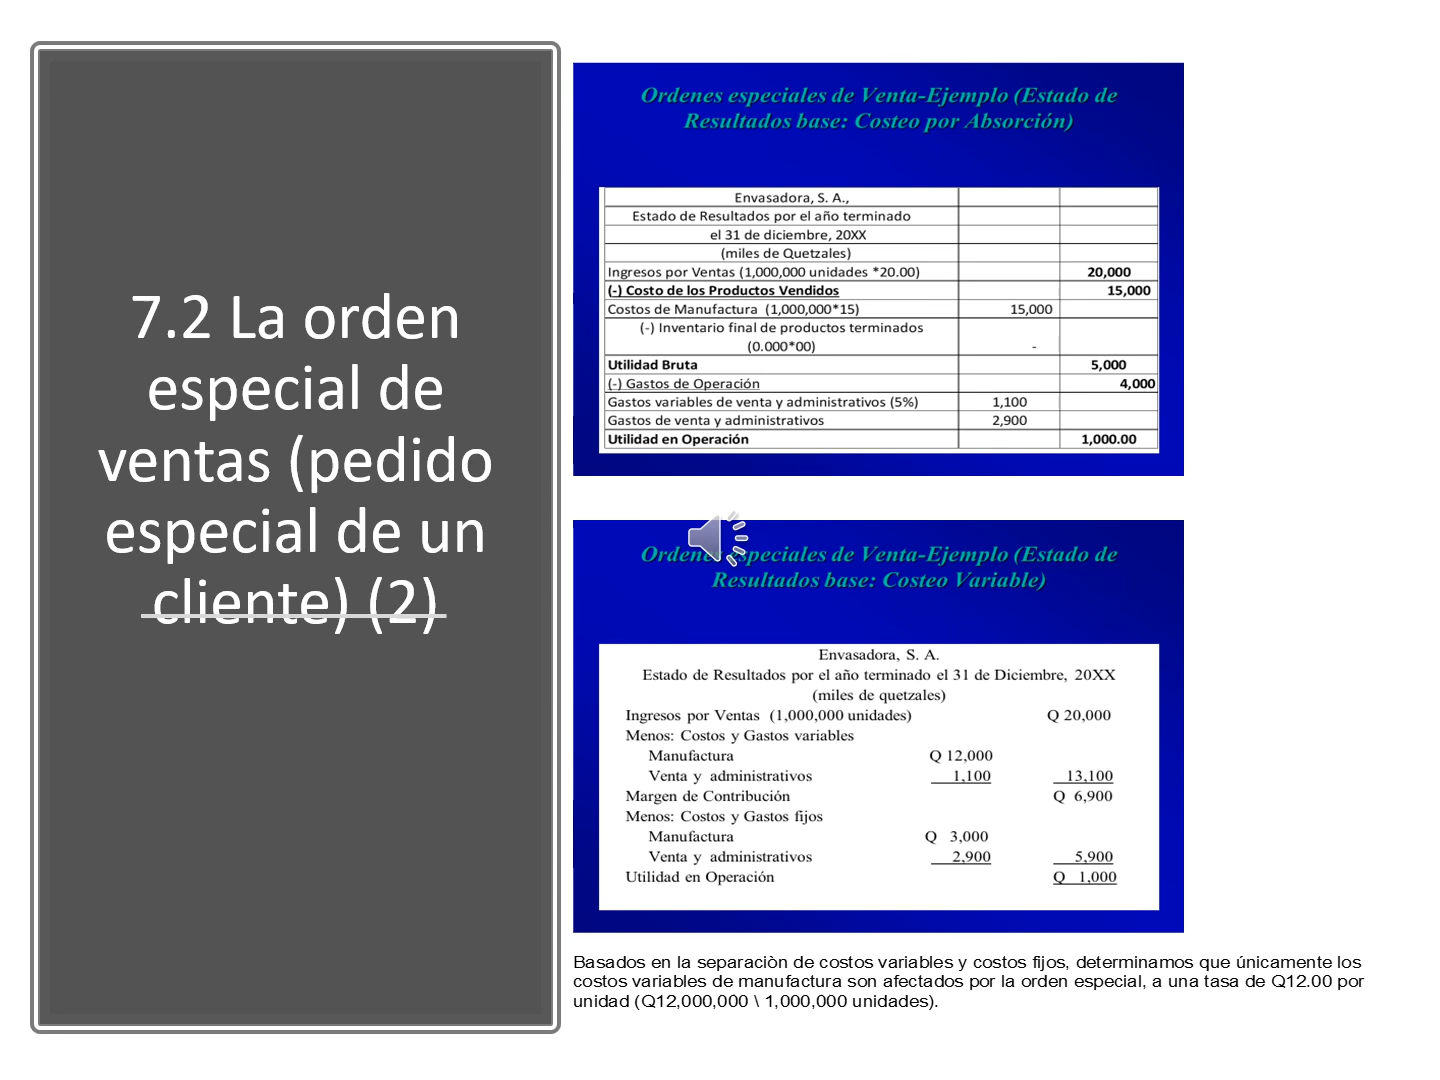 7.2 La orden
especial de
ventas (pedido
especial de un
cliente) (2)
Ordenes especiales de Venta-Ejemplo (Estado de
Resultados base: Costeo por Absorción)
Envasadora, S. A.,
Estado de Resultados por el año terminado
el 31 de diciembre, 20XX
(miles de Quetzales)
Ingresos por Ventas (1,000,000 unidades *20.00) 20,000
(-) Costo de los Productos Vendidos 15,000
Costos de Manufactura (1,000,000*15) 15,000
(-) Inventario final de productos terminados
(0.000*00) -
Utilidad Bruta 5,000
(-) Gastos de Operación 4,000
Gastos variables de venta y administrativos (5%) 1,100
Gastos de venta y administrativos 2,900
Utilidad en Operación 1,000.00
Ordenes especiales de Venta-Ejemplo (Estado de
Resultados base: Costeo Variable)
Envasadora, S. A.
Estado de Resultados por el año terminado el 31 de Diciembre, 20XX
(miles de quetzales)
Ingresos por Ventas (1,000,000 unidades) Q 20,000
Menos: Costos y Gastos variables
Manufactura Q 12,000
Venta y administrativos 1,100 13,100
Margen de Contribución Q 6,900
Menos: Costos y Gastos fijos
Manufactura Q 3,000
Venta y administrativos 2,900 5,900
Utilidad en Operación Q 1,000
Basados en la separaciòn de costos variables y costos fijos, determinamos que únicamente los
costos variables de manufactura son afectados por la orden especial, a una tasa de Q12.00 por
unidad (Q12,000,000 \ 1,000,000 unidades).